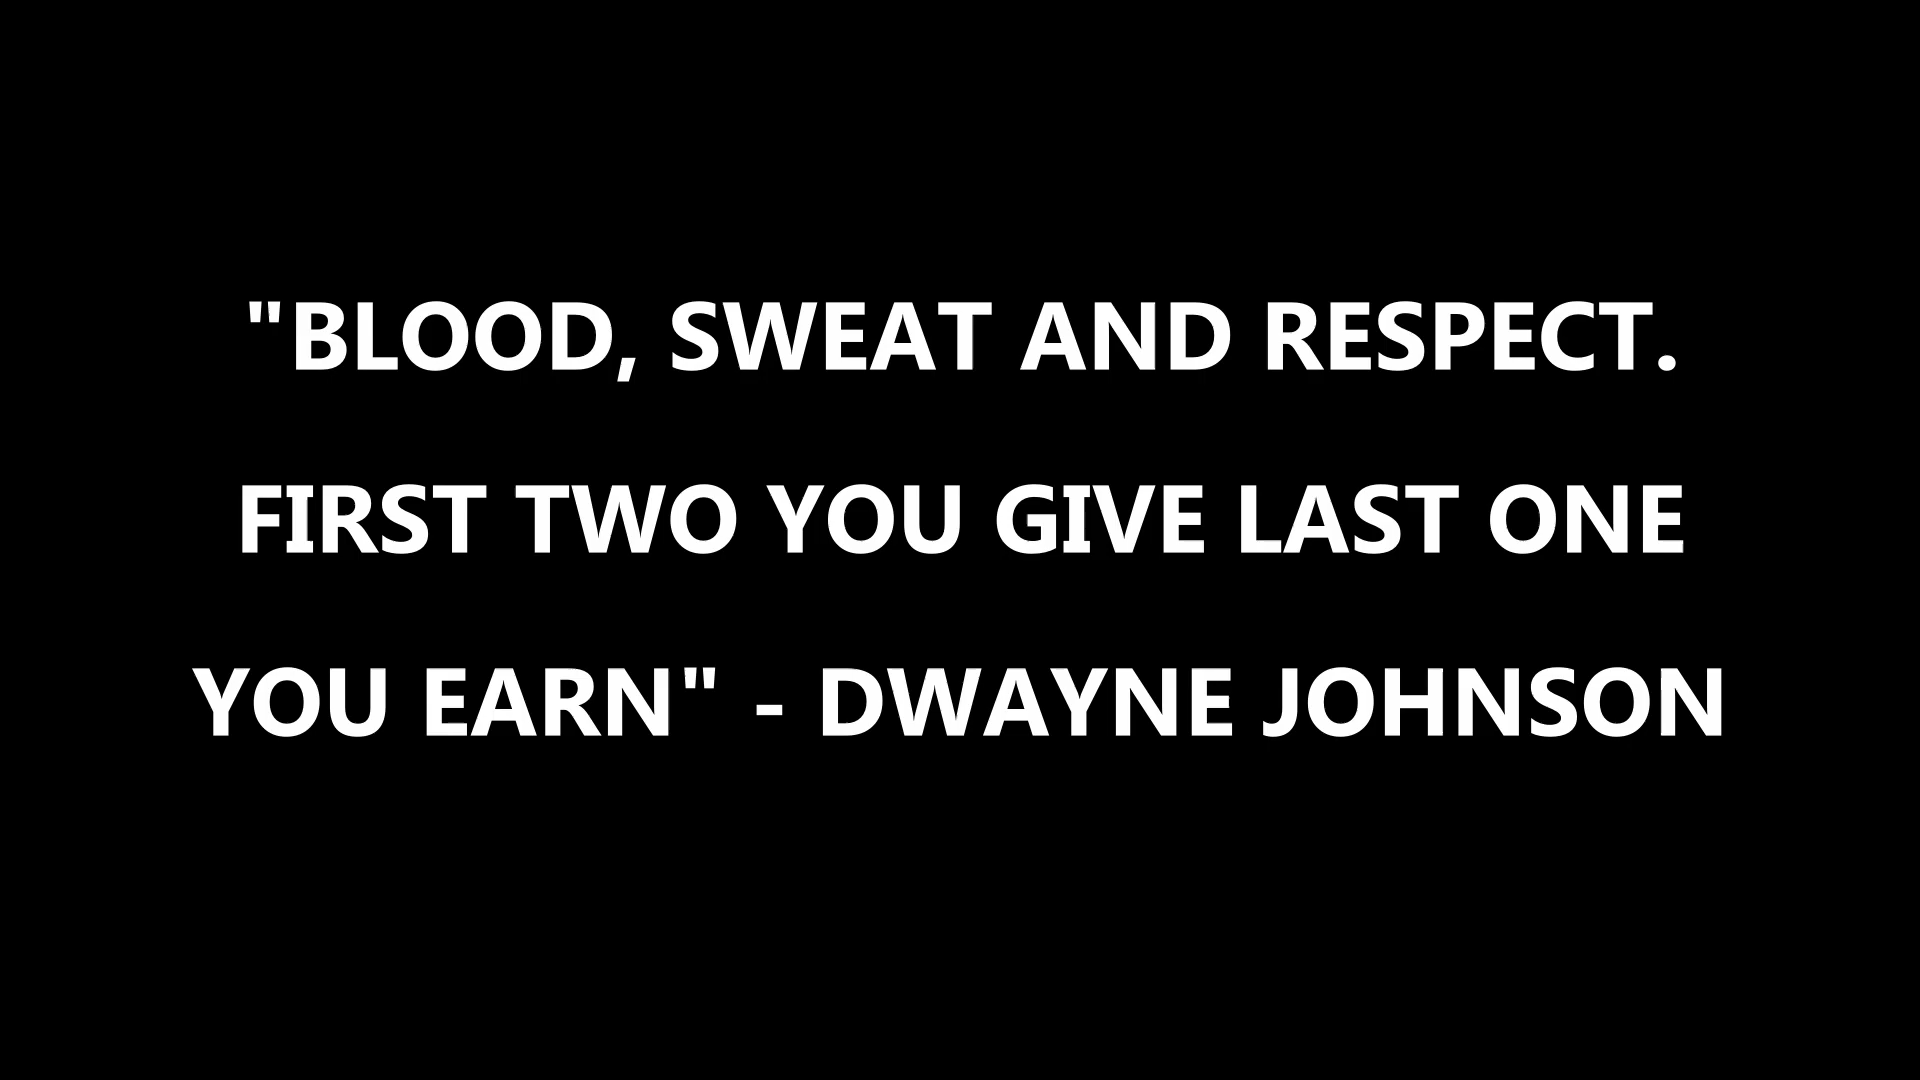 "BLOOD, SWEAT AND RESPECT.
FIRST TWO YOU GIVE LAST ONE
YOU EARN" - DWAYNE JOHNSON